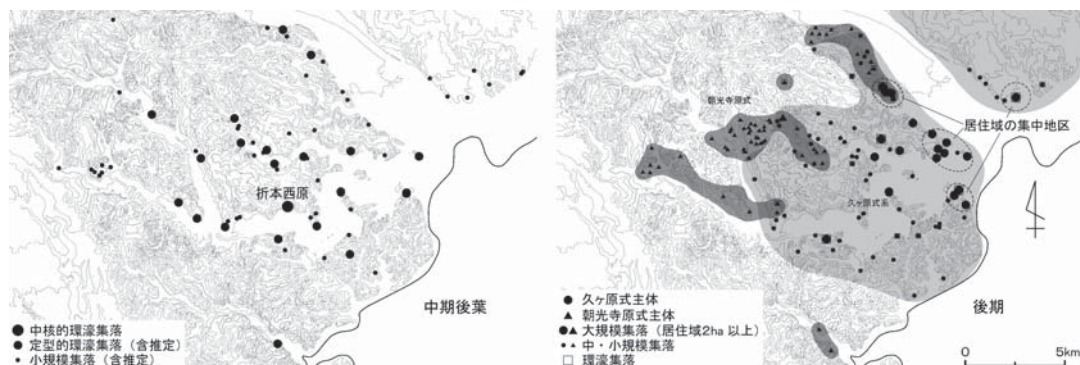 折本西原
中期後葉
中核的環濠集落
定型的環濠集落（含推定）
小規模集落（含推定）
朝光寺原式
居住域の集中地区
久ヶ原式系
後期
久ヶ原式主体
朝光寺原式主体
大規模集落（居住域2ha 以上）
中・小規模集落
環濠集落
0 5km